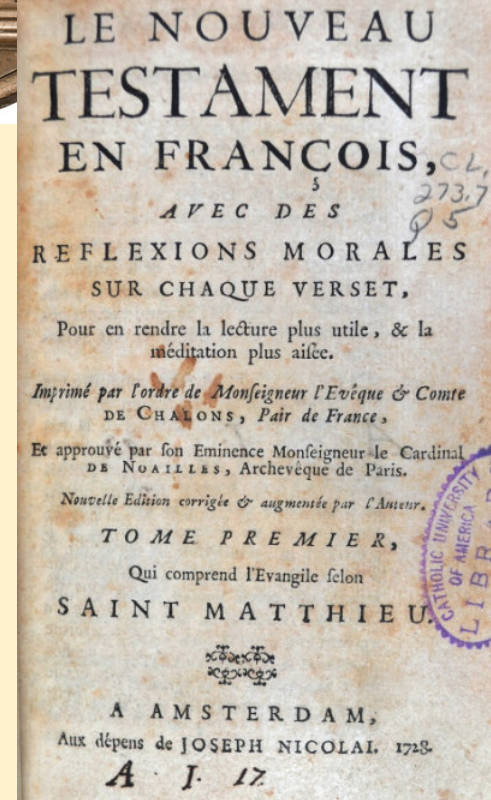 LE NOUVEAU
TESTAMENT
EN FRANÇOIS,
AVEC DES
REFLEXIONS MORALES
SUR CHAQUE VERSET,
Pour en rendre la lecture plus utile, & la
méditation plus aisée.
Imprimé par l'ordre de Monseigneur l'Evêque & Comte
DE CHALONS, Pair de France,
Et approuvé par son Eminence Monseigneur le Cardinal
DE NOAILLES, Archevêque de Paris.
Nouvelle Edition corrigée & augmentée par l'Auteur.
TOME PREMIER,
Qui comprend l'Evangile selon
SAINT MATTHIEU.
A AMSTERDAM,
Aux dépens de JOSEPH NICOLAI. 1728.
A. I. 17.
CL.
273.7
Q 5
CATHOLIC UNIVERSITY
OF AMERICA